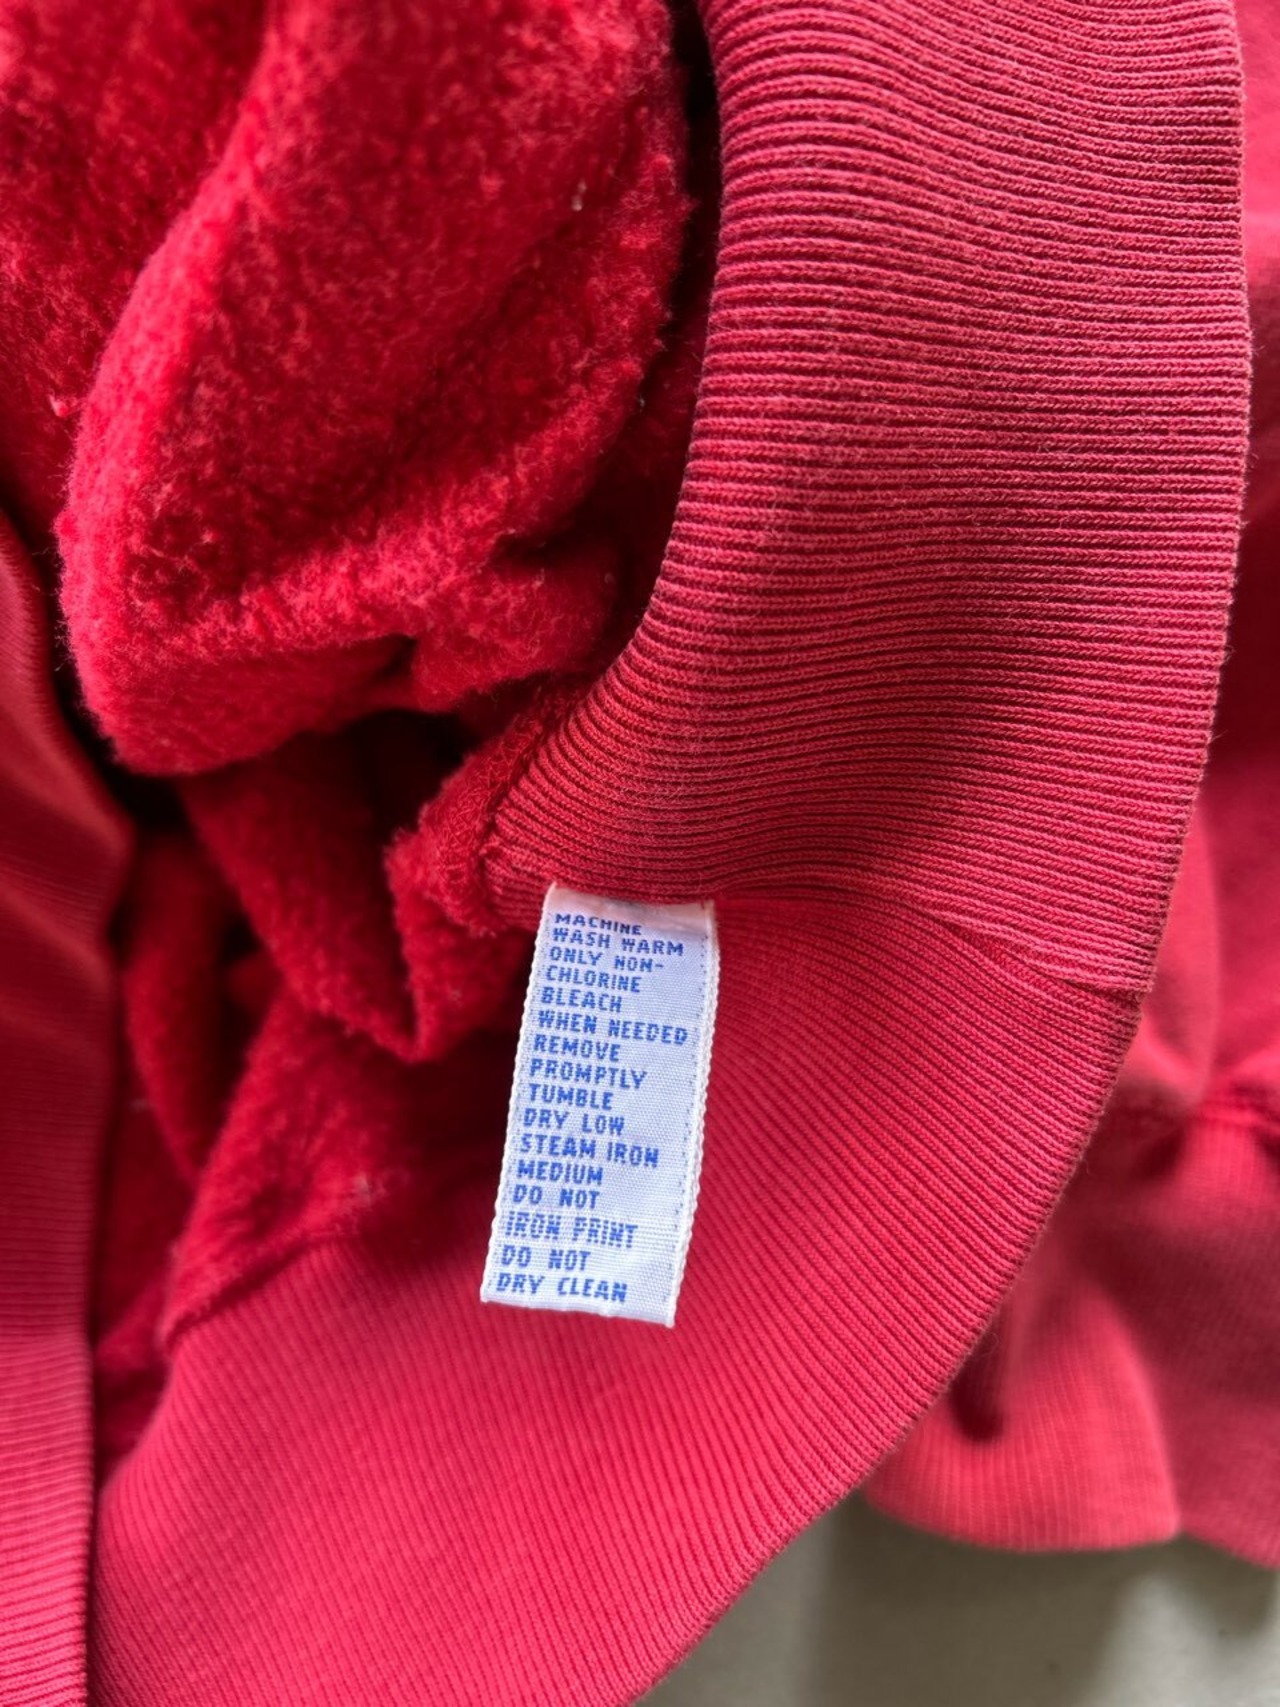 MACHINE
WASH WARM
ONLY NON-
CHLORINE
BLEACH
WHEN NEEDED
REMOVE
PROMPTLY
TUMBLE
DRY LOW
STEAM IRON
MEDIUM
DO NOT
IRON PRINT
DO NOT
DRY CLEAN